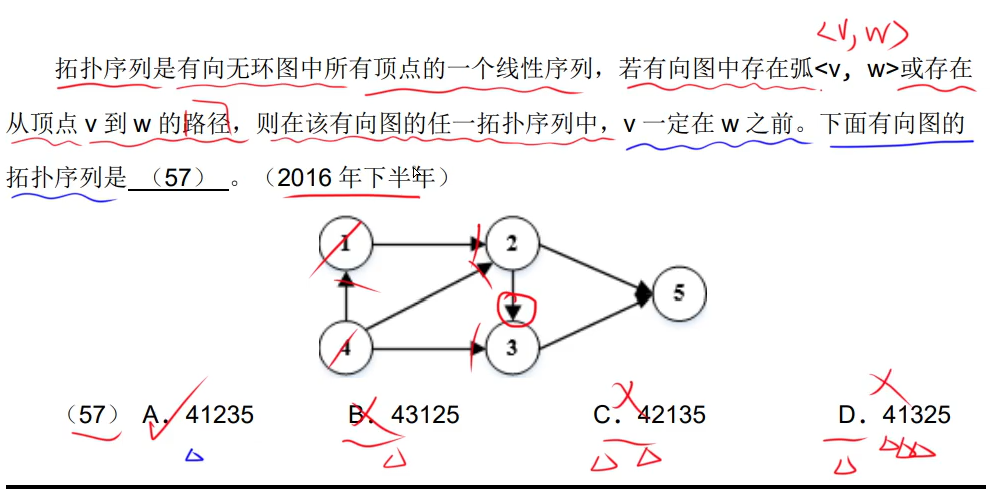 <v, w>
拓扑序列是有向无环图中所有顶点的一个线性序列，若有向图中存在弧<v，w>或存在
从顶点 v 到 w 的路径，则在该有向图的任一拓扑序列中，v 一定在 w 之前。下面有向图的
拓扑序列是 （57） 。（2016 年下半年）
1 2
5
4 3
（57） A．41235 B．43125 C．42135 D．41325